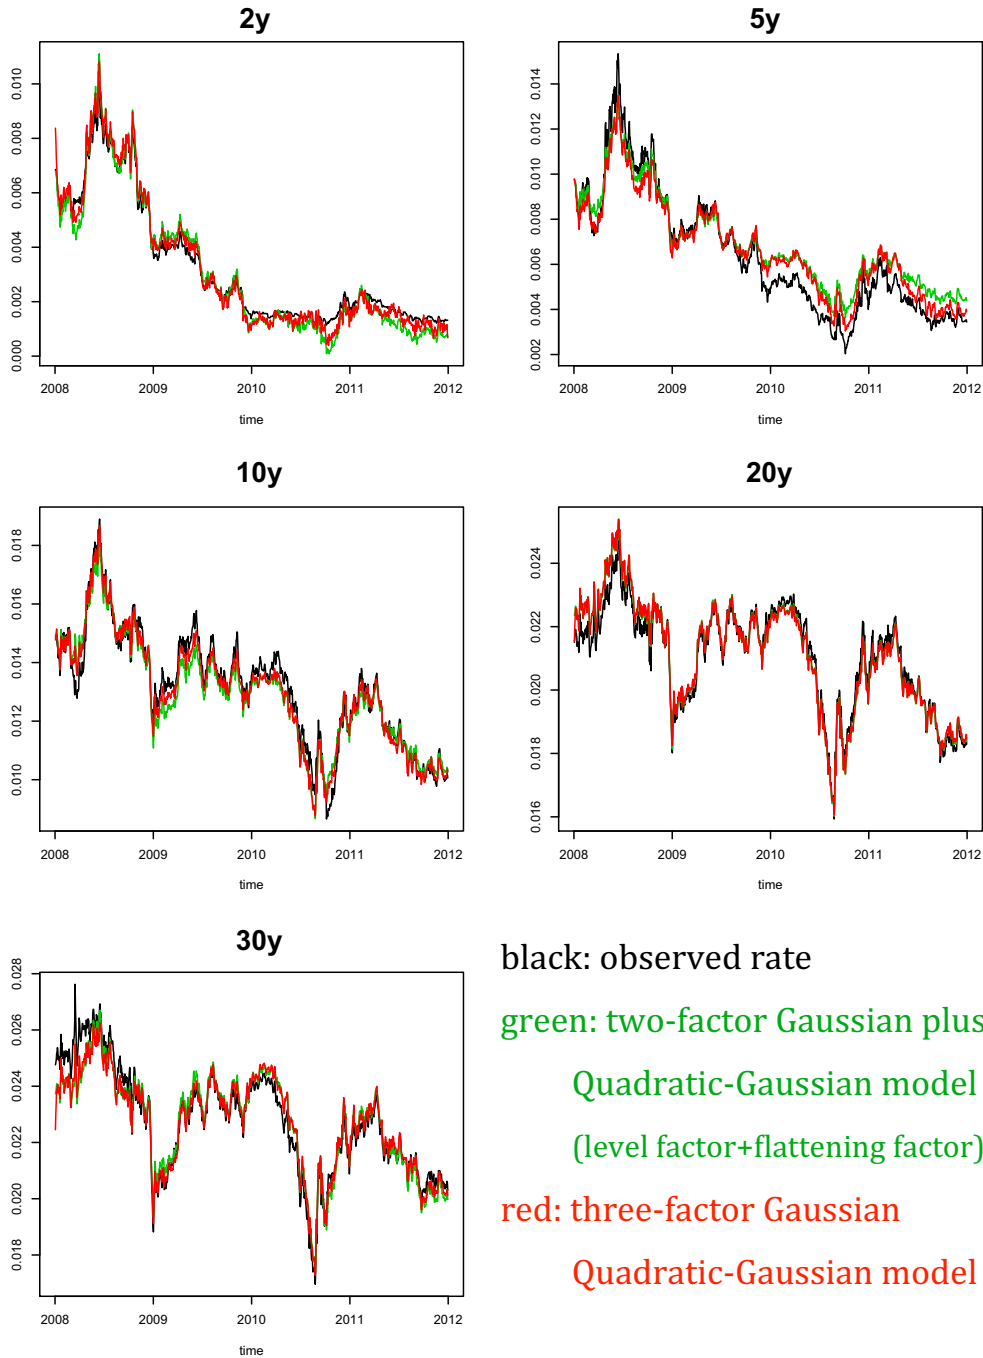 2y
0.010
0.008
0.006
0.004
0.002
0.000
2008 2009 2010 2011 2012
time
5y
0.014
0.012
0.010
0.008
0.006
0.004
0.002
2008 2009 2010 2011 2012
time
10y
0.018
0.016
0.014
0.012
0.010
2008 2009 2010 2011 2012
time
20y
0.024
0.022
0.020
0.018
0.016
2008 2009 2010 2011 2012
time
30y
0.028
0.026
0.024
0.022
0.020
0.018
2008 2009 2010 2011 2012
time
black: observed rate
green: two-factor Gaussian plus
Quadratic-Gaussian model
(level factor+flattening factor)
red: three-factor Gaussian
Quadratic-Gaussian model